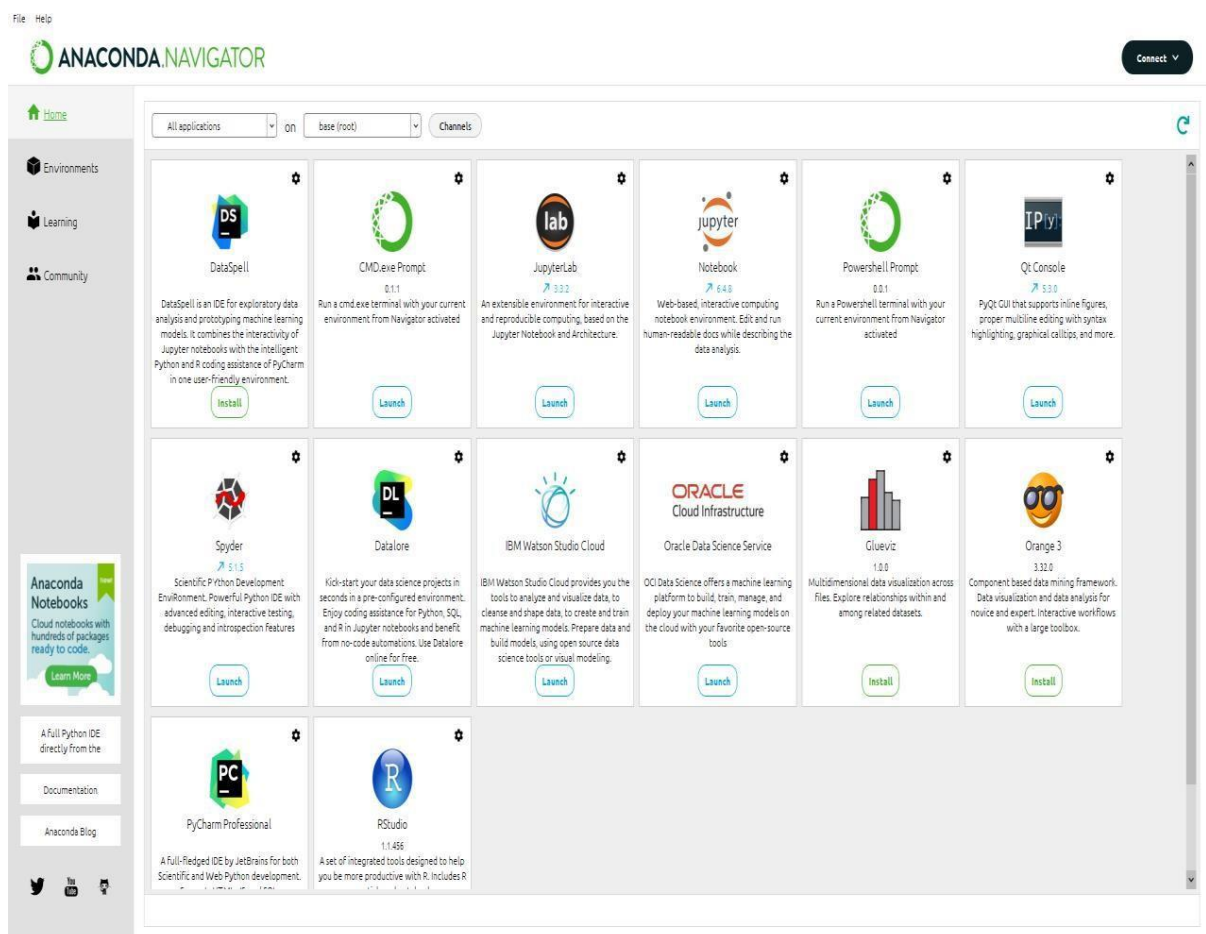 File Help
ANACONDA.NAVIGATOR
Connect
Home
All applications on base (root) Channels
Environments
Learning
Community
DS
DataSpell
DataSpell is an IDE for exploratory data
analysis and prototyping machine learning
models. It combines the interactivity of
Jupyter notebooks with the intelligent
Python and R coding assistance of PyCharm
in one user-friendly environment.
Install
CMD.exe Prompt
0.1.1
Run a cmd.exe terminal with your current
environment from Navigator activated
Launch
lab
JupyterLab
3.3.2
An extensible environment for interactive
and reproducible computing, based on the
Jupyter Notebook and Architecture.
Launch
jupyter
Notebook
6.4.8
Web-based, interactive computing
notebook environment. Edit and run
human-readable docs while describing the
data analysis.
Launch
Powershell Prompt
0.0.1
Run a Powershell terminal with your
current environment from Navigator
activated
Launch
IP[y]:
Qt Console
5.3.0
PyQt GUI that supports inline figures,
proper multiline editing with syntax
highlighting, graphical calltips, and more.
Launch
Spyder
5.1.5
Scientific PYthon Development
EnviRonment. Powerful Python IDE with
advanced editing, interactive testing,
debugging and introspection features
Launch
DL
Datalore
Kick-start your data science projects in
seconds in a pre-configured environment.
Enjoy coding assistance for Python, SQL,
and R in Jupyter notebooks and benefit
from no-code automations. Use Datalore
online for free.
Launch
IBM Watson Studio Cloud
IBM Watson Studio Cloud provides you the
tools to analyze and visualize data, to
cleanse and shape data, to create and train
machine learning models. Prepare data and
build models, using open source data
science tools or visual modeling.
Launch
ORACLE
Cloud Infrastructure
Oracle Data Science Service
OCI Data Science offers a machine learning
platform to build, train, manage, and
deploy your machine learning models on
the cloud with your favorite open-source
tools
Launch
Glueviz
1.0.0
Multidimensional data visualization across
files. Explore relationships within and
among related datasets.
Install
Orange 3
3.32.0
Component based data mining framework.
Data visualization and data analysis for
novice and expert. Interactive workflows
with a large toolbox.
Install
PC
PyCharm Professional
A full-fledged IDE by JetBrains for both
Scientific and Web Python development.
R
RStudio
1.1.456
A set of integrated tools designed to help
you be more productive with R. Includes R
Anaconda
Notebooks
New!
Cloud notebooks with
hundreds of packages
ready to code.
Learn More
A full Python IDE
directly from the
Documentation
Anaconda Blog
You
Tube